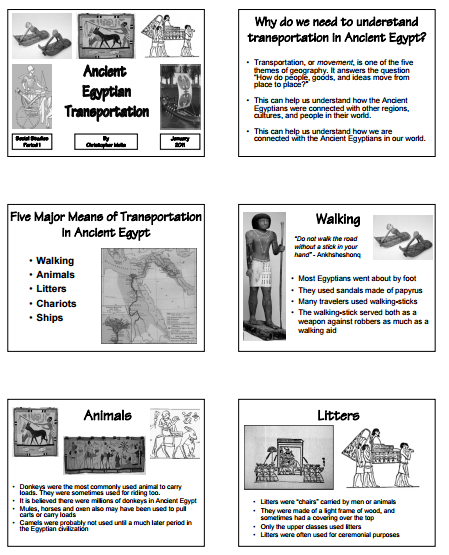 Ancient
Egyptian
Transportation
Social Studies
Period 1
By
Christopher
January
2011
Why do we need to understand
transportation in Ancient Egypt?
• Transportation, or movement, is one of the five
themes of geography. It answers the question
"How do people, goods, and ideas move from
place to place?"
• This can help us understand how the Ancient
Egyptians were connected with other regions,
cultures, and people in their world.
• This can help us understand how we are
connected with the Ancient Egyptians in our world.
Five Major Means of Transportation
in Ancient Egypt
• Walking
• Animals
• Litters
• Chariots
• Ships
Walking
"Do not walk the road
without a stick in your
hand" - Ankhsheshonq
• Most Egyptians went about by foot
• They used sandals made of papyrus
• Many travelers used walking-sticks
• The walking-stick served both as a
weapon against robbers as much as a
walking aid
Animals
• Donkeys were the most commonly used animal to carry
loads. They were sometimes used for riding too.
• It is believed there were millions of donkeys in Ancient Egypt
• Mules, horses and oxen also may have been used to pull
carts or carry loads
• Camels were probably not used until a much later period in
the Egyptian civilization
Litters
• Litters were "chairs" carried by men or animals
• They were made of a light frame of wood, and
sometimes had a covering over the top
• Only the upper classes used litters
• Litters were often used for ceremonial purposes